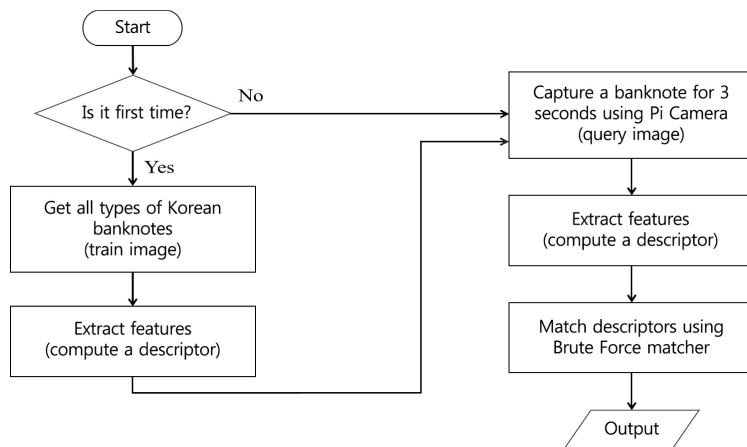 Start
Is it first time?
No
Yes
Get all types of Korean
banknotes
(train image)
Extract features
(compute a descriptor)
Capture a banknote for 3
seconds using Pi Camera
(query image)
Extract features
(compute a descriptor)
Match descriptors using
Brute Force matcher
Output